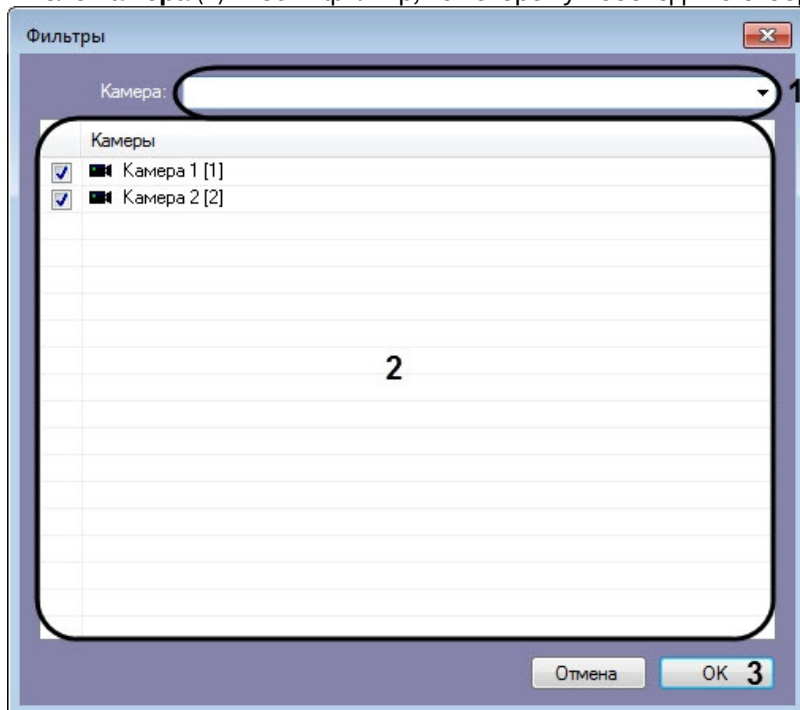 Фильтры
Камера: 1
Камеры
Камера 1 [1]
Камера 2 [2]
2
Отмена
OK 3